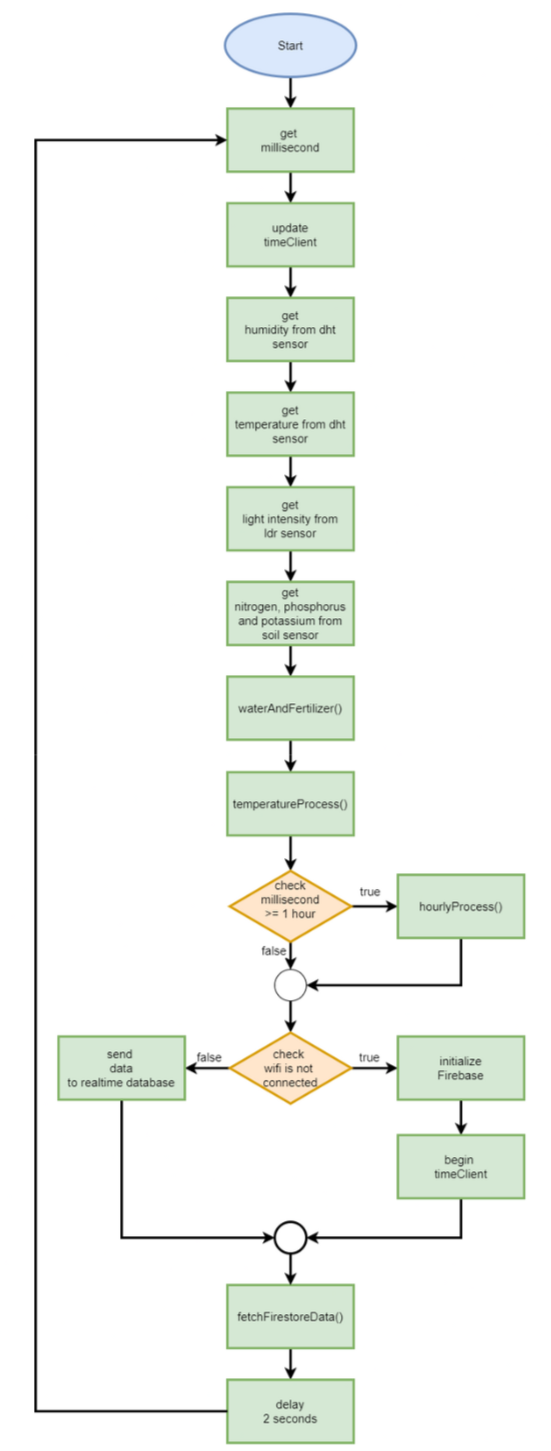 Start
get
millisecond
update
timeClient
get
humidity from dht
sensor
get
temperature from dht
sensor
get
light intensity from
ldr sensor
get
nitrogen, phosphorus
and potassium from
soil sensor
waterAndFertilizer()
temperatureProcess()
check
millisecond
>= 1 hour
true
hourlyProcess()
false
check
wifi is not
connected
false
send
data
to realtime database
true
initialize
Firebase
begin
timeClient
fetchFirestoreData()
delay
2 seconds